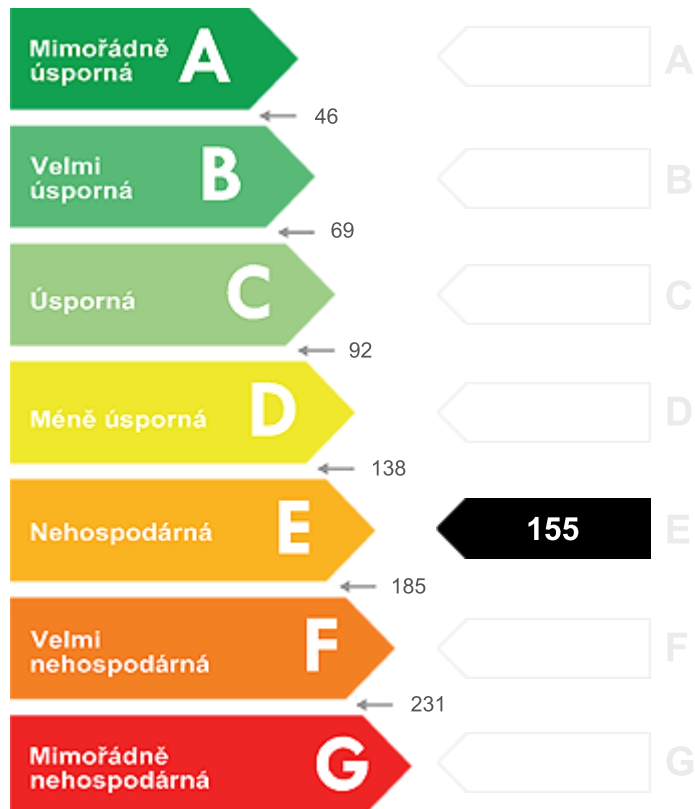 Mimořádně
úsporná
A
A
46
Velmi
úsporná
B
B
69
Úsporná
C
C
92
Méně úsporná
D
D
138
Nehospodárná
E
155
E
185
Velmi
nehospodárná
F
F
231
Mimořádně
nehospodárná
G
G